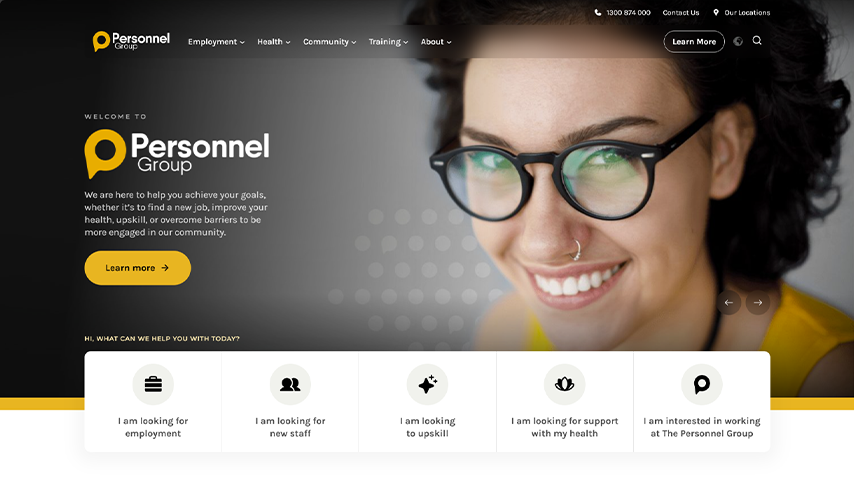 1300 874 000 Contact Us Our Locations
Personnel
Group
Employment Health Community Training About
Learn More
WELCOME TO
Personnel
Group
We are here to help you achieve your goals,
whether it's to find a new job, improve your
health, upskill, or overcome barriers to be
more engaged in our community.
Learn more
HI, WHAT CAN WE HELP YOU WITH TODAY?
I am looking for
employment
I am looking for
new staff
I am looking
to upskill
I am looking for support
with my health
I am interested in working
at The Personnel Group